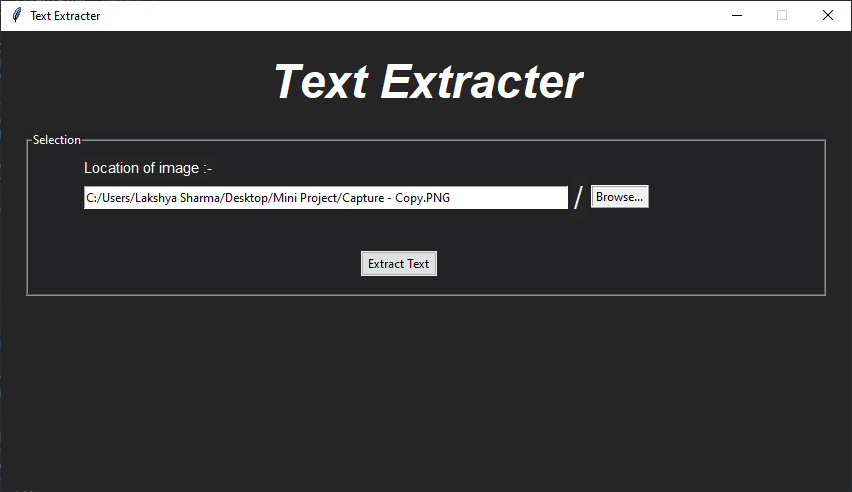 Text Extracter
Text Extracter
Selection
Location of image :-
C:/Users/Lakshya Sharma/Desktop/Mini Project/Capture - Copy.PNG / Browse...
Extract Text